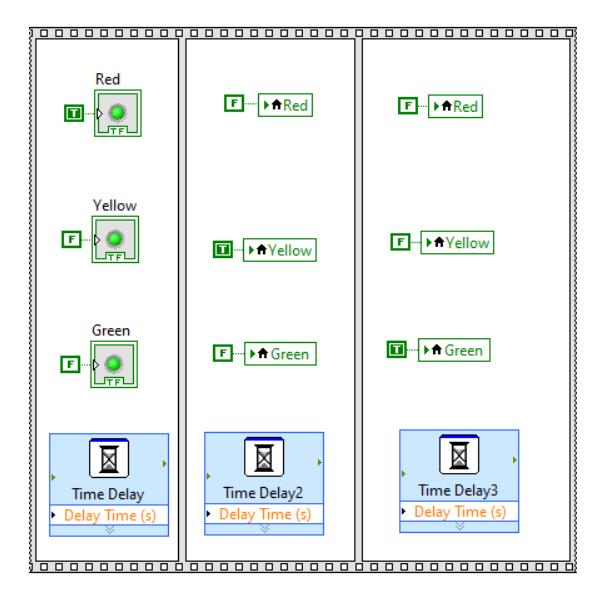 Red
T
TF
Yellow
F
TF
Green
F
TF
Time Delay
Delay Time (s)
F Red
T Yellow
F Green
Time Delay2
Delay Time (s)
F Red
F Yellow
T Green
Time Delay3
Delay Time (s)